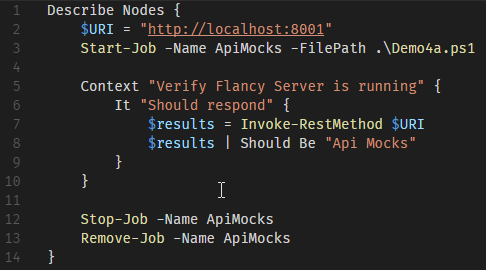 1 Describe Nodes {
2 $URI = "http://localhost:8001"
3 Start-Job -Name ApiMocks -FilePath .\Demo4a.ps1
4
5 Context "Verify Flancy Server is running" {
6 It "Should respond" {
7 $results = Invoke-RestMethod $URI
8 $results | Should Be "Api Mocks"
9 }
10 }
11
12 Stop-Job -Name ApiMocks
13 Remove-Job -Name ApiMocks
14 }